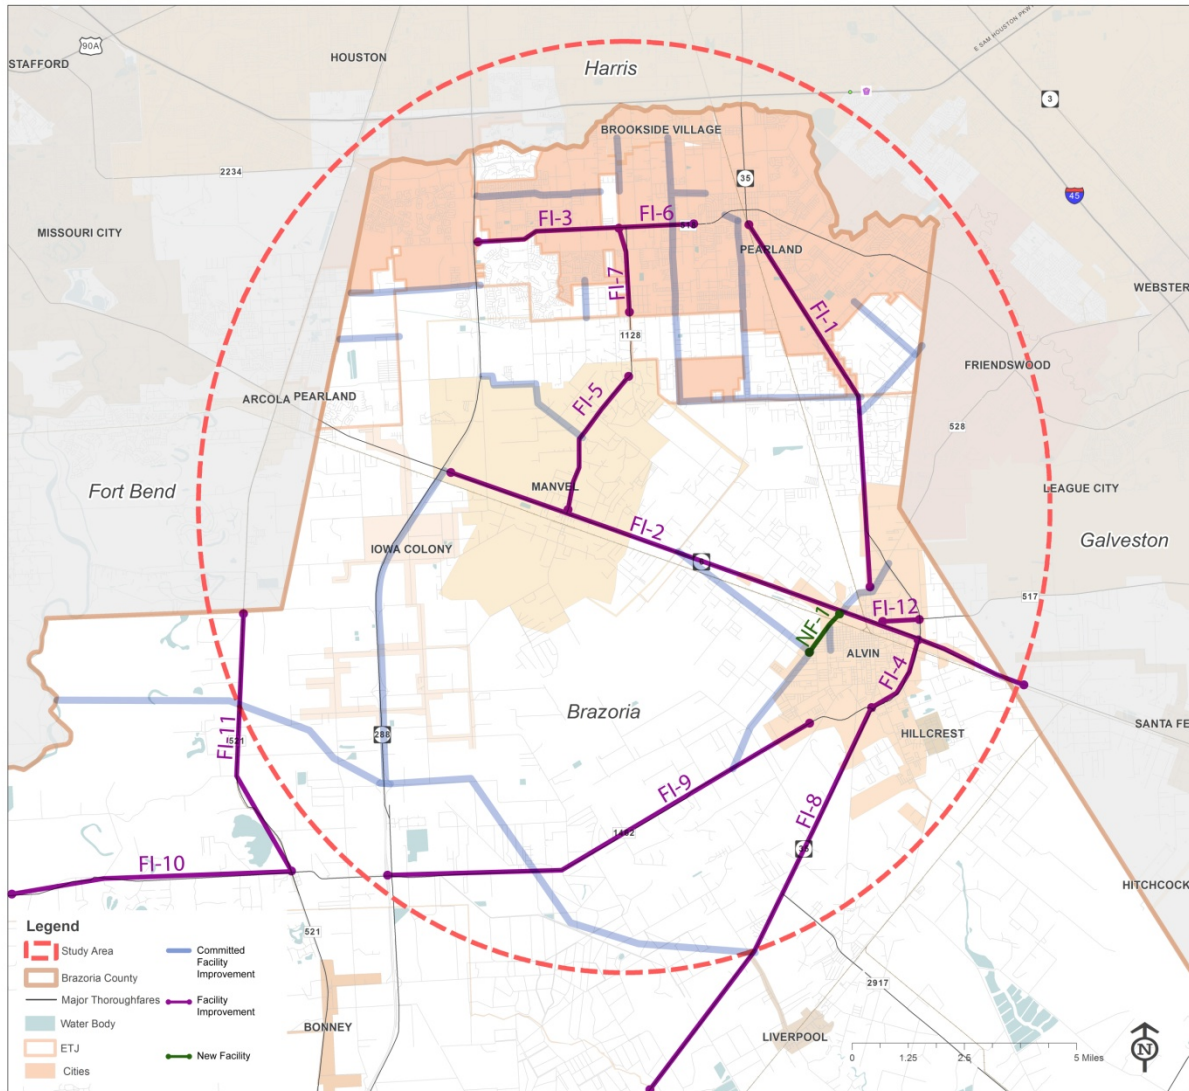 E SAM HOUSTON PKWY
90A
STAFFORD
HOUSTON
Harris
3
BROOKSIDE VILLAGE
2234
35
45
MISSOURI CITY
FI-3
FI-6
PEARLAND
FI-7
FI-1
WEBSTER
1128
FRIENDSWOOD
ARCOLA
PEARLAND
FI-5
528
Fort Bend
MANVEL
LEAGUE CITY
FI-2
IOWA COLONY
Galveston
517
FI-12
NF-1
ALVIN
FI-4
Brazoria
SANTA FE
288
HILLCREST
FI-11
521
FI-9
FI-8
1462
35
FI-10
HITCHCOCK
521
2917
BONNEY
LIVERPOOL
Legend
Study Area
Brazoria County
Major Thoroughfares
Water Body
ETJ
Cities
Committed
Facility
Improvement
Facility
Improvement
New Facility
0
1.25
2.5
5 Miles
N